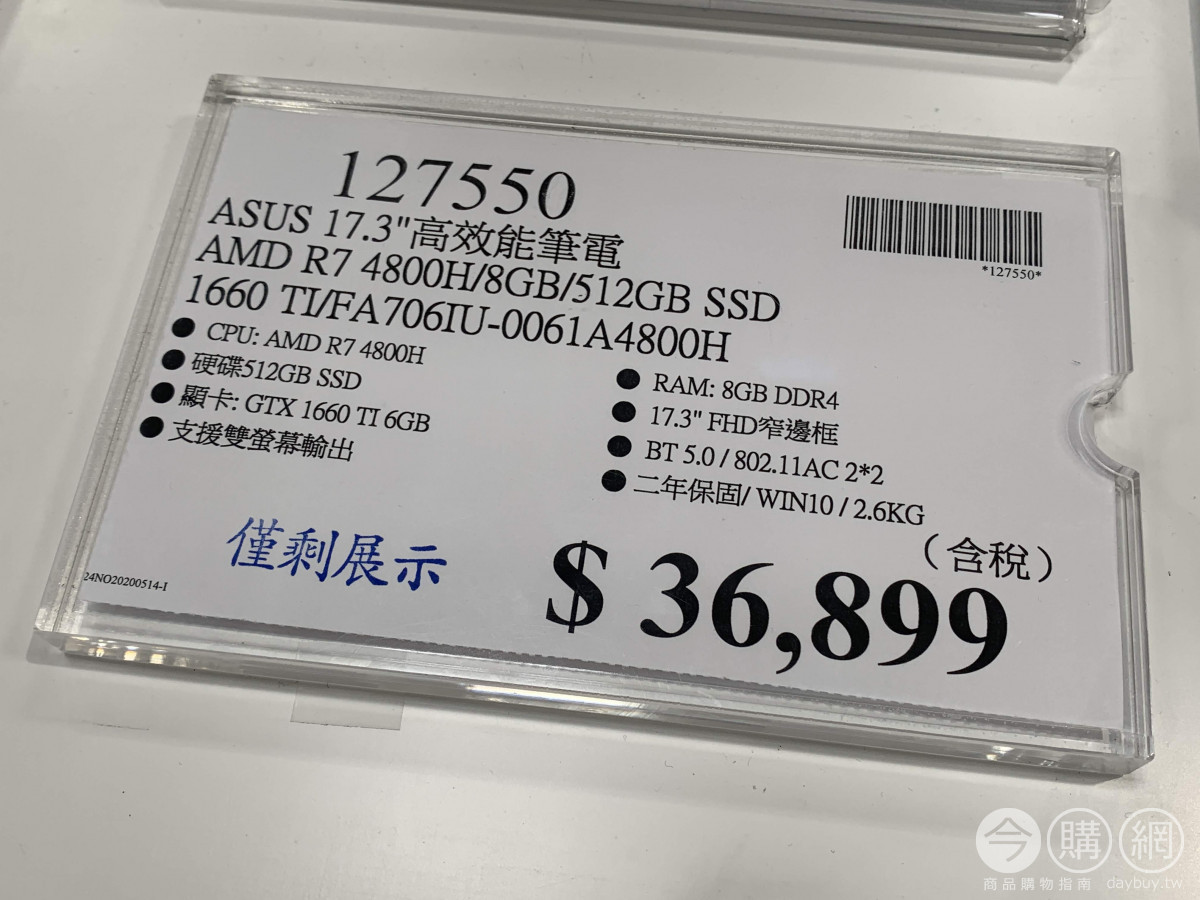 127550
*127550*
ASUS 17.3"高效能筆電
AMD R7 4800H/8GB/512GB SSD
1660 TI/FA706IU-0061A4800H
● CPU: AMD R7 4800H
● 硬碟512GB SSD
● 顯卡: GTX 1660 TI 6GB
● 支援雙螢幕輸出
● RAM: 8GB DDR4
● 17.3" FHD窄邊框
● BT 5.0 / 802.11AC 2*2
● 二年保固/ WIN10 / 2.6KG
僅剩展示
(含稅)
$ 36,899
24NO20200514-I
今購網
商品購物指南 daybuy.tw